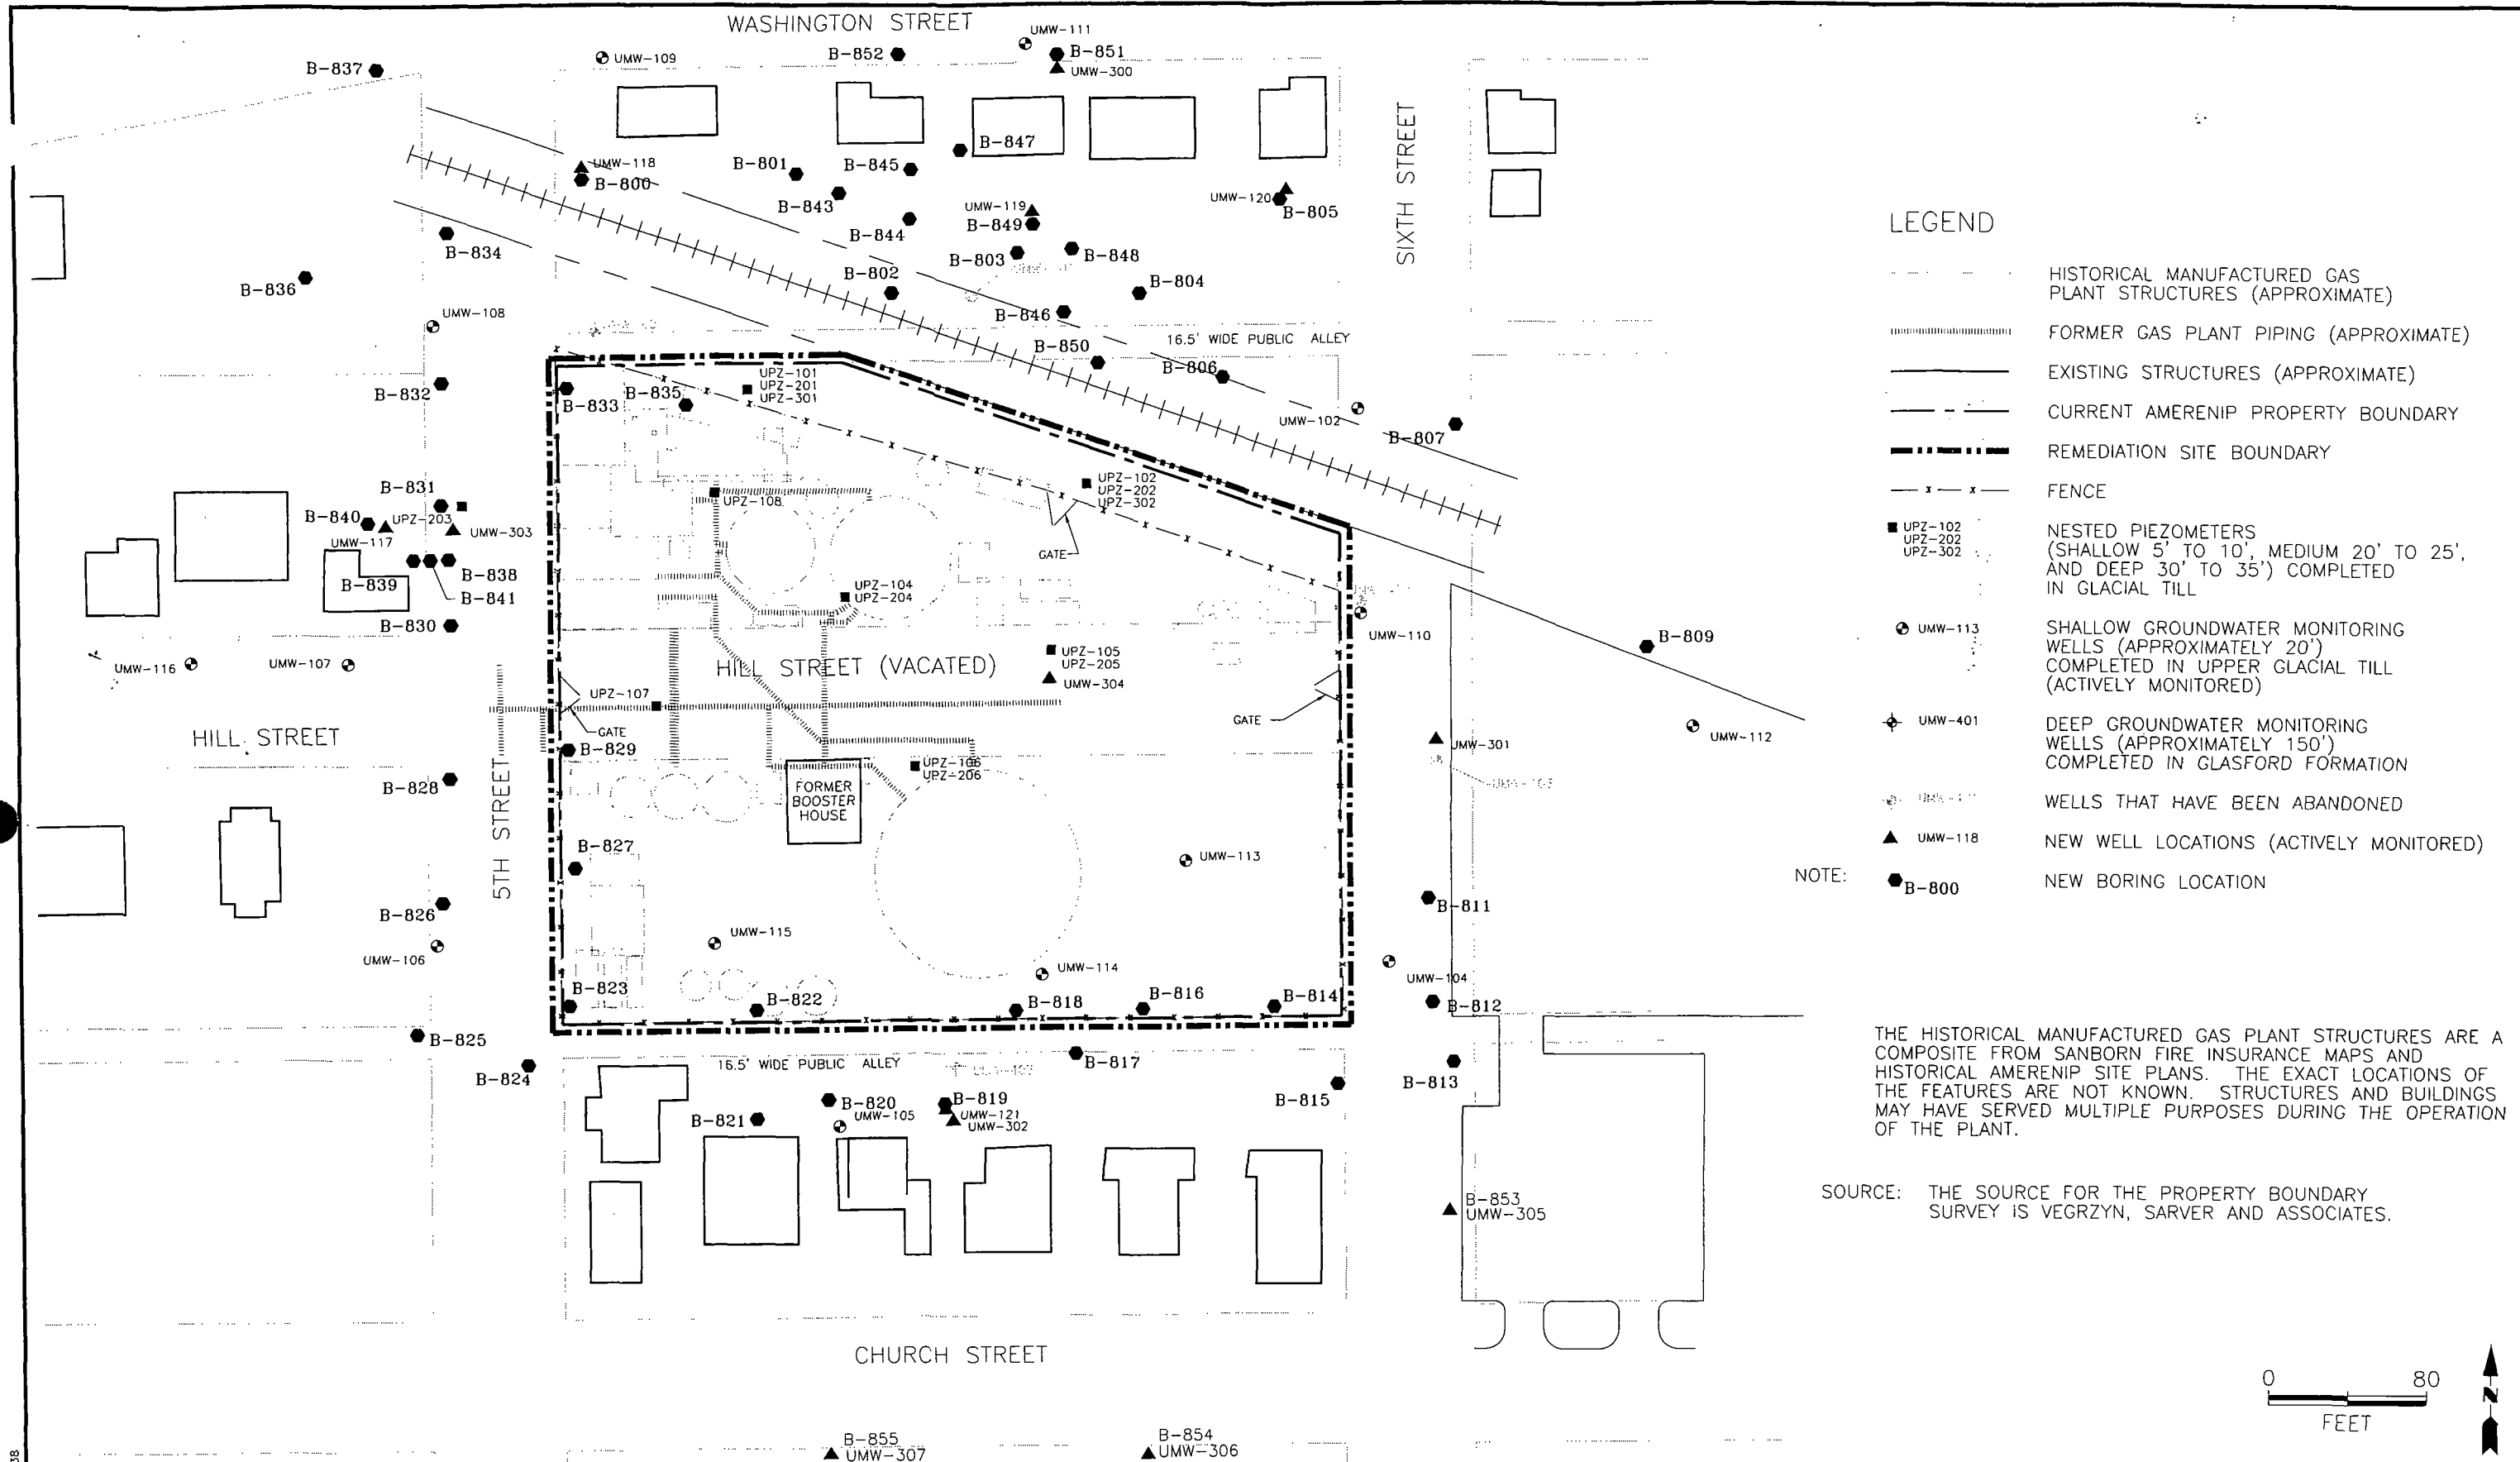 WASHINGTON STREET
UMW-111
UMW-109
B-852
B-851
UMW-300
B-837
B-847
UMW-118
B-800
B-801
B-845
B-843
UMW-119
B-849
B-844
UMW-120
B-805
SIXTH STREET
B-834
B-803
B-848
B-836
B-802
B-804
UMW-108
B-846
16.5' WIDE PUBLIC ALLEY
B-850
B-806
B-832
B-833
B-835
UPZ-101
UPZ-201
UPZ-301
UMW-102
B-807
B-831
UPZ-108
UPZ-102
UPZ-202
UPZ-302
B-840
UPZ-203
UMW-303
UMW-117
GATE
B-838
B-839
B-841
UPZ-104
UPZ-204
B-830
UMW-110
B-809
UMW-116
UMW-107
HILL STREET (VACATED)
UPZ-105
UPZ-205
UMW-304
UPZ-107
GATE
GATE
HILL STREET
B-829
UMW-301
UMW-112
B-828
5TH STREET
FORMER
BOOSTER
HOUSE
UPZ-106
UPZ-206
B-827
UMW-113
B-826
B-811
UMW-106
UMW-115
UMW-114
UMW-104
B-823
B-822
B-818
B-816
B-814
B-812
B-825
B-824
16.5' WIDE PUBLIC ALLEY
B-817
B-813
B-815
B-820
B-819
UMW-105
UMW-121
UMW-302
B-821
B-853
UMW-305
CHURCH STREET
B-855
UMW-307
B-854
UMW-306
LEGEND
HISTORICAL MANUFACTURED GAS
PLANT STRUCTURES (APPROXIMATE)
FORMER GAS PLANT PIPING (APPROXIMATE)
EXISTING STRUCTURES (APPROXIMATE)
CURRENT AMERENIP PROPERTY BOUNDARY
REMEDIATION SITE BOUNDARY
FENCE
UPZ-102
UPZ-202
UPZ-302
NESTED PIEZOMETERS
(SHALLOW 5' TO 10', MEDIUM 20' TO 25',
AND DEEP 30' TO 35') COMPLETED
IN GLACIAL TILL
UMW-113
SHALLOW GROUNDWATER MONITORING
WELLS (APPROXIMATELY 20')
COMPLETED IN UPPER GLACIAL TILL
(ACTIVELY MONITORED)
UMW-401
DEEP GROUNDWATER MONITORING
WELLS (APPROXIMATELY 150')
COMPLETED IN GLASFORD FORMATION
WELLS THAT HAVE BEEN ABANDONED
UMW-118
NEW WELL LOCATIONS (ACTIVELY MONITORED)
NOTE:
B-800
NEW BORING LOCATION
THE HISTORICAL MANUFACTURED GAS PLANT STRUCTURES ARE A
COMPOSITE FROM SANBORN FIRE INSURANCE MAPS AND
HISTORICAL AMERENIP SITE PLANS. THE EXACT LOCATIONS OF
THE FEATURES ARE NOT KNOWN. STRUCTURES AND BUILDINGS
MAY HAVE SERVED MULTIPLE PURPOSES DURING THE OPERATION
OF THE PLANT.
SOURCE: THE SOURCE FOR THE PROPERTY BOUNDARY
SURVEY IS VEGRZYN, SARVER AND ASSOCIATES.
0 80
FEET
N